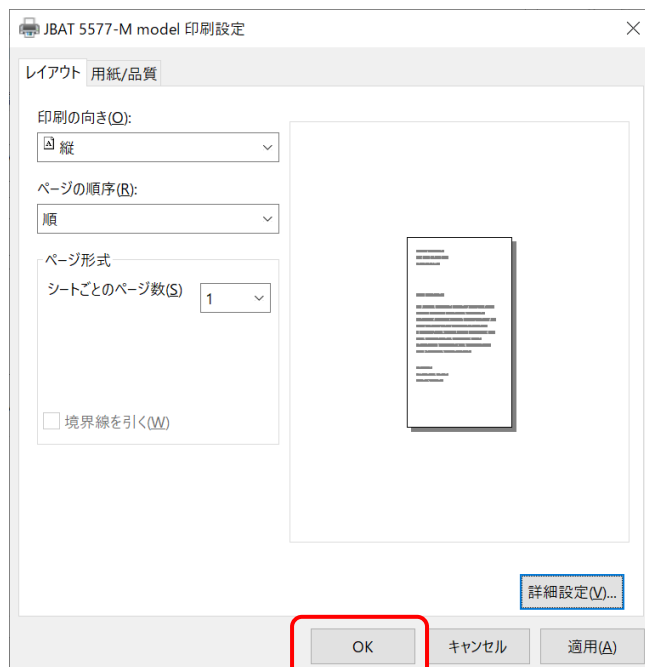 JBAT 5577-M model 印刷設定
レイアウト 用紙/品質
印刷の向き(O):
縦
ページの順序(R):
順
ページ形式
シートごとのページ数(S)
1
境界線を引く(W)
詳細設定(V)...
OK キャンセル 適用(A)